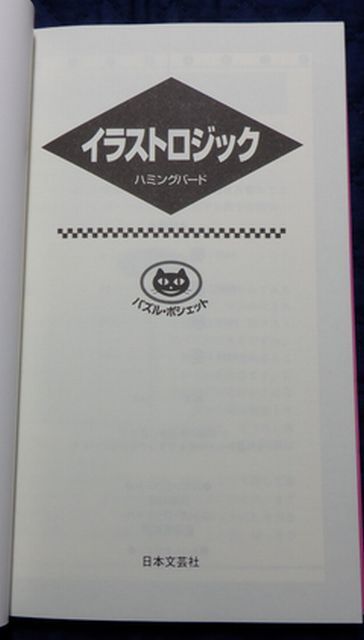 イラストロジック
ハミングバード
パズル・ポシェット
日本文芸社